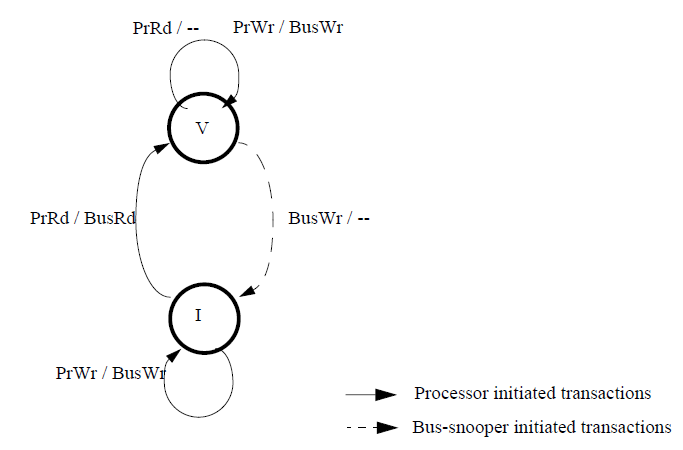 PrRd / --
PrWr / BusWr
V
PrRd / BusRd
BusWr / --
I
PrWr / BusWr
Processor initiated transactions
Bus-snooper initiated transactions